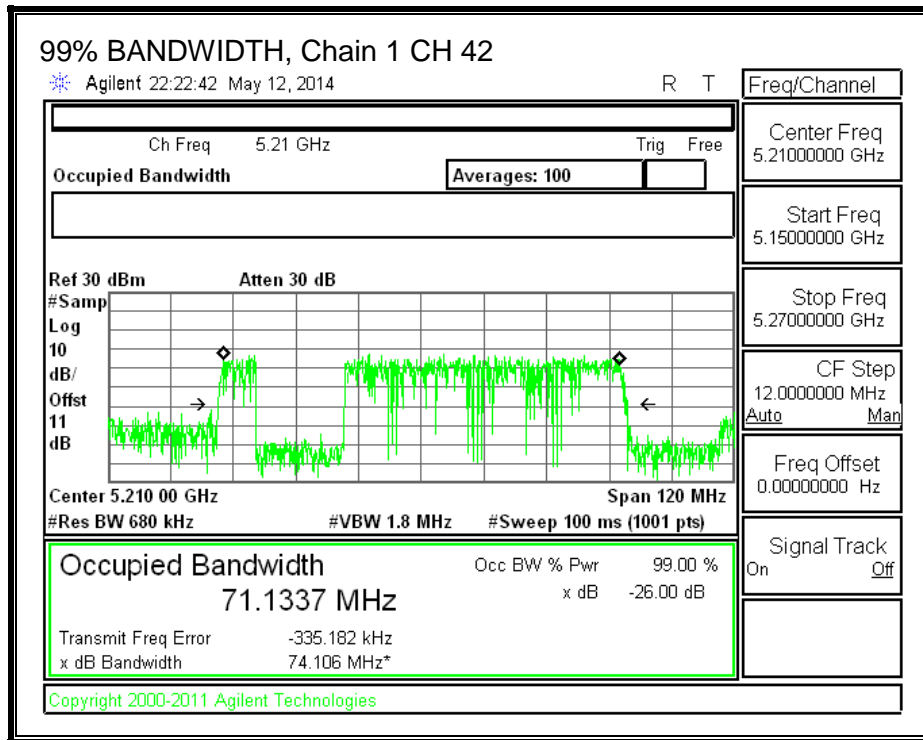 99% BANDWIDTH, Chain 1 CH 42
Agilent 22:22:42 May 12, 2014 R T
Freq/Channel
Ch Freq 5.21 GHz Trig Free
Occupied Bandwidth Averages: 100
Center Freq
5.21000000 GHz
Start Freq
5.15000000 GHz
Stop Freq
5.27000000 GHz
CF Step
12.0000000 MHz
Auto Man
Freq Offset
0.00000000 Hz
Signal Track
On Off
Ref 30 dBm Atten 30 dB
#Samp
Log
10
dB/
Offst
11
dB
Center 5.210 00 GHz Span 120 MHz
#Res BW 680 kHz #VBW 1.8 MHz #Sweep 100 ms (1001 pts)
Occupied Bandwidth Occ BW % Pwr 99.00 %
71.1337 MHz x dB -26.00 dB
Transmit Freq Error -335.182 kHz
x dB Bandwidth 74.106 MHz*
Copyright 2000-2011 Agilent Technologies